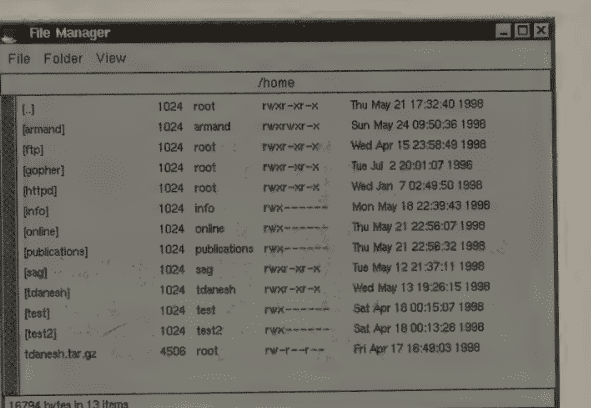 File Manager
File Folder View
/home
[..] 1024 root rwxr-xr-x Thu May 21 17:32:40 1998
[armand] 1024 armand rwxrwxr-x Sun May 24 09:50:36 1998
[ftp] 1024 root rwxr-xr-x Wed Apr 15 23:58:49 1998
[gopher] 1024 root rwxr-xr-x Tue Jul 2 20:01:07 1996
[httpd] 1024 root rwxr-xr-x Wed Jan 7 02:49:50 1998
[info] 1024 info rwx------ Mon May 18 22:39:43 1998
[online] 1024 online rwx------ Thu May 21 22:56:07 1998
[publications] 1024 publications rwx------ Thu May 21 22:56:32 1998
[sag] 1024 sag rwxr-xr-x Tue May 12 21:37:11 1998
[tdanesh] 1024 tdanesh rwxr-xr-x Wed May 13 19:26:15 1998
[test] 1024 test rwx------ Sat Apr 18 00:15:07 1998
[test2] 1024 test2 rwx------ Sat Apr 18 00:13:28 1998
tdanesh.tar.gz 4506 root rw-r--r-- Fri Apr 17 16:49:03 1998
16794 bytes in 13 items